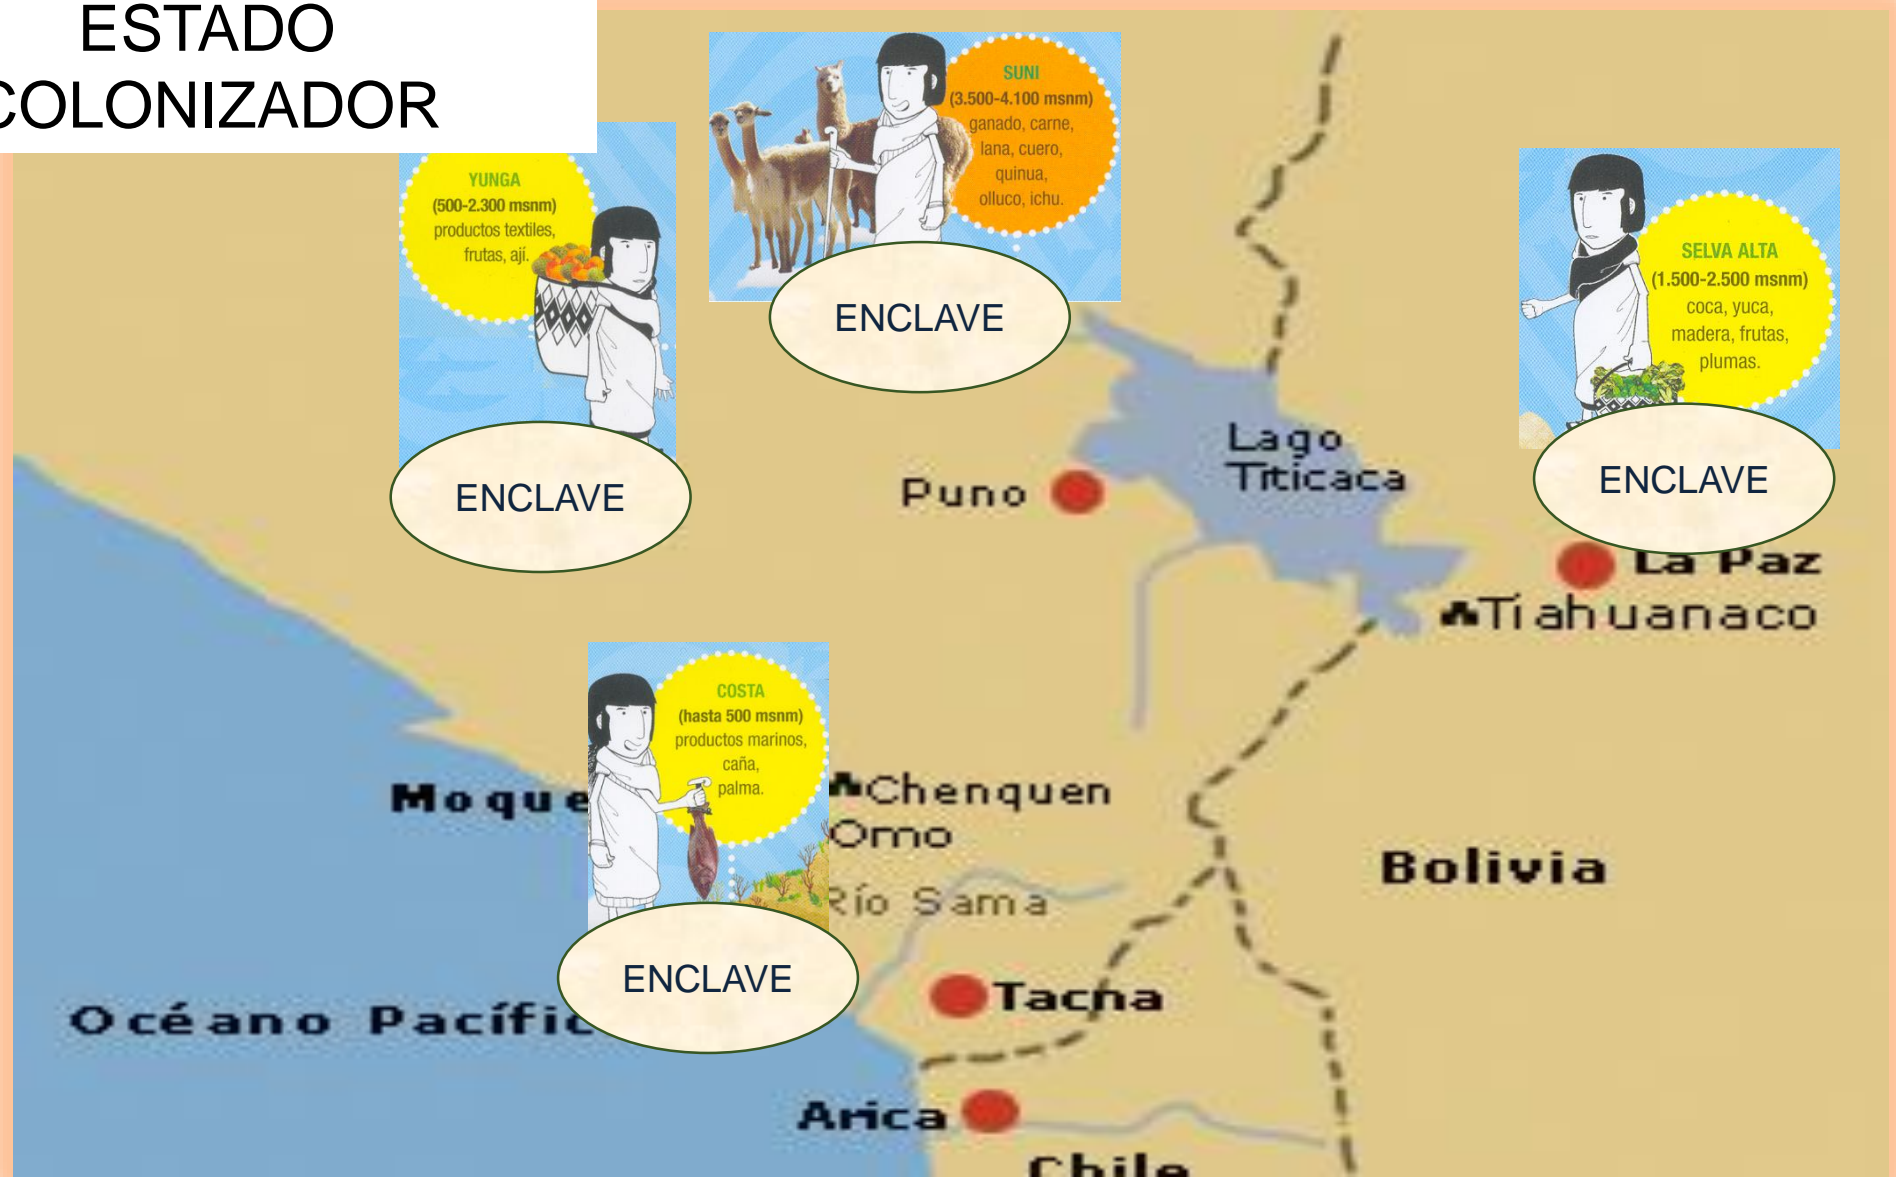 ESTADO
COLONIZADOR
YUNGA
(500-2.300 msnm)
productos textiles,
frutas, ají.
ENCLAVE
SUNI
(3.500-4.100 msnm)
ganado, carne,
lana, cuero,
quinua,
olluco, ichu.
ENCLAVE
SELVA ALTA
(1.500-2.500 msnm)
coca, yuca,
madera, frutas,
plumas.
ENCLAVE
Lago
Titicaca
Puno
La Paz
Tiahuanaco
COSTA
(hasta 500 msnm)
productos marinos,
caña,
palma.
ENCLAVE
Moque
Chenquen
Omo
Río Sama
Bolivia
Océano Pacífic
Tacna
Arica
Chile